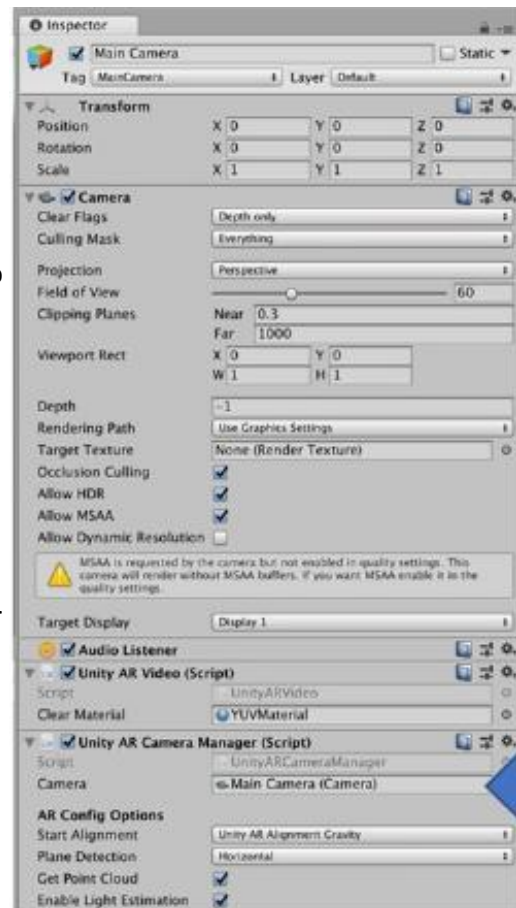 Inspector
Main Camera Static
Tag MainCamera Layer Default
Transform
Position X 0 Y 0 Z 0
Rotation X 0 Y 0 Z 0
Scale X 1 Y 1 Z 1
Camera
Clear Flags Depth only
Culling Mask Everything
Projection Perspective
Field of View 60
Clipping Planes Near 0.3
Far 1000
Viewport Rect X 0 Y 0
W 1 H 1
Depth -1
Rendering Path Use Graphics Settings
Target Texture None (Render Texture)
Occlusion Culling
Allow HDR
Allow MSAA
Allow Dynamic Resolution
MSAA is requested by the camera but not enabled in quality settings. This
camera will render without MSAA buffers. If you want MSAA enable it in the
quality settings.
Target Display Display 1
Audio Listener
Unity AR Video (Script)
Script UnityARVideo
Clear Material YUVMaterial
Unity AR Camera Manager (Script)
Script UnityARCameraManager
Camera Main Camera (Camera)
AR Config Options
Start Alignment Unity AR Alignment Gravity
Plane Detection Horizontal
Get Point Cloud
Enable Light Estimation